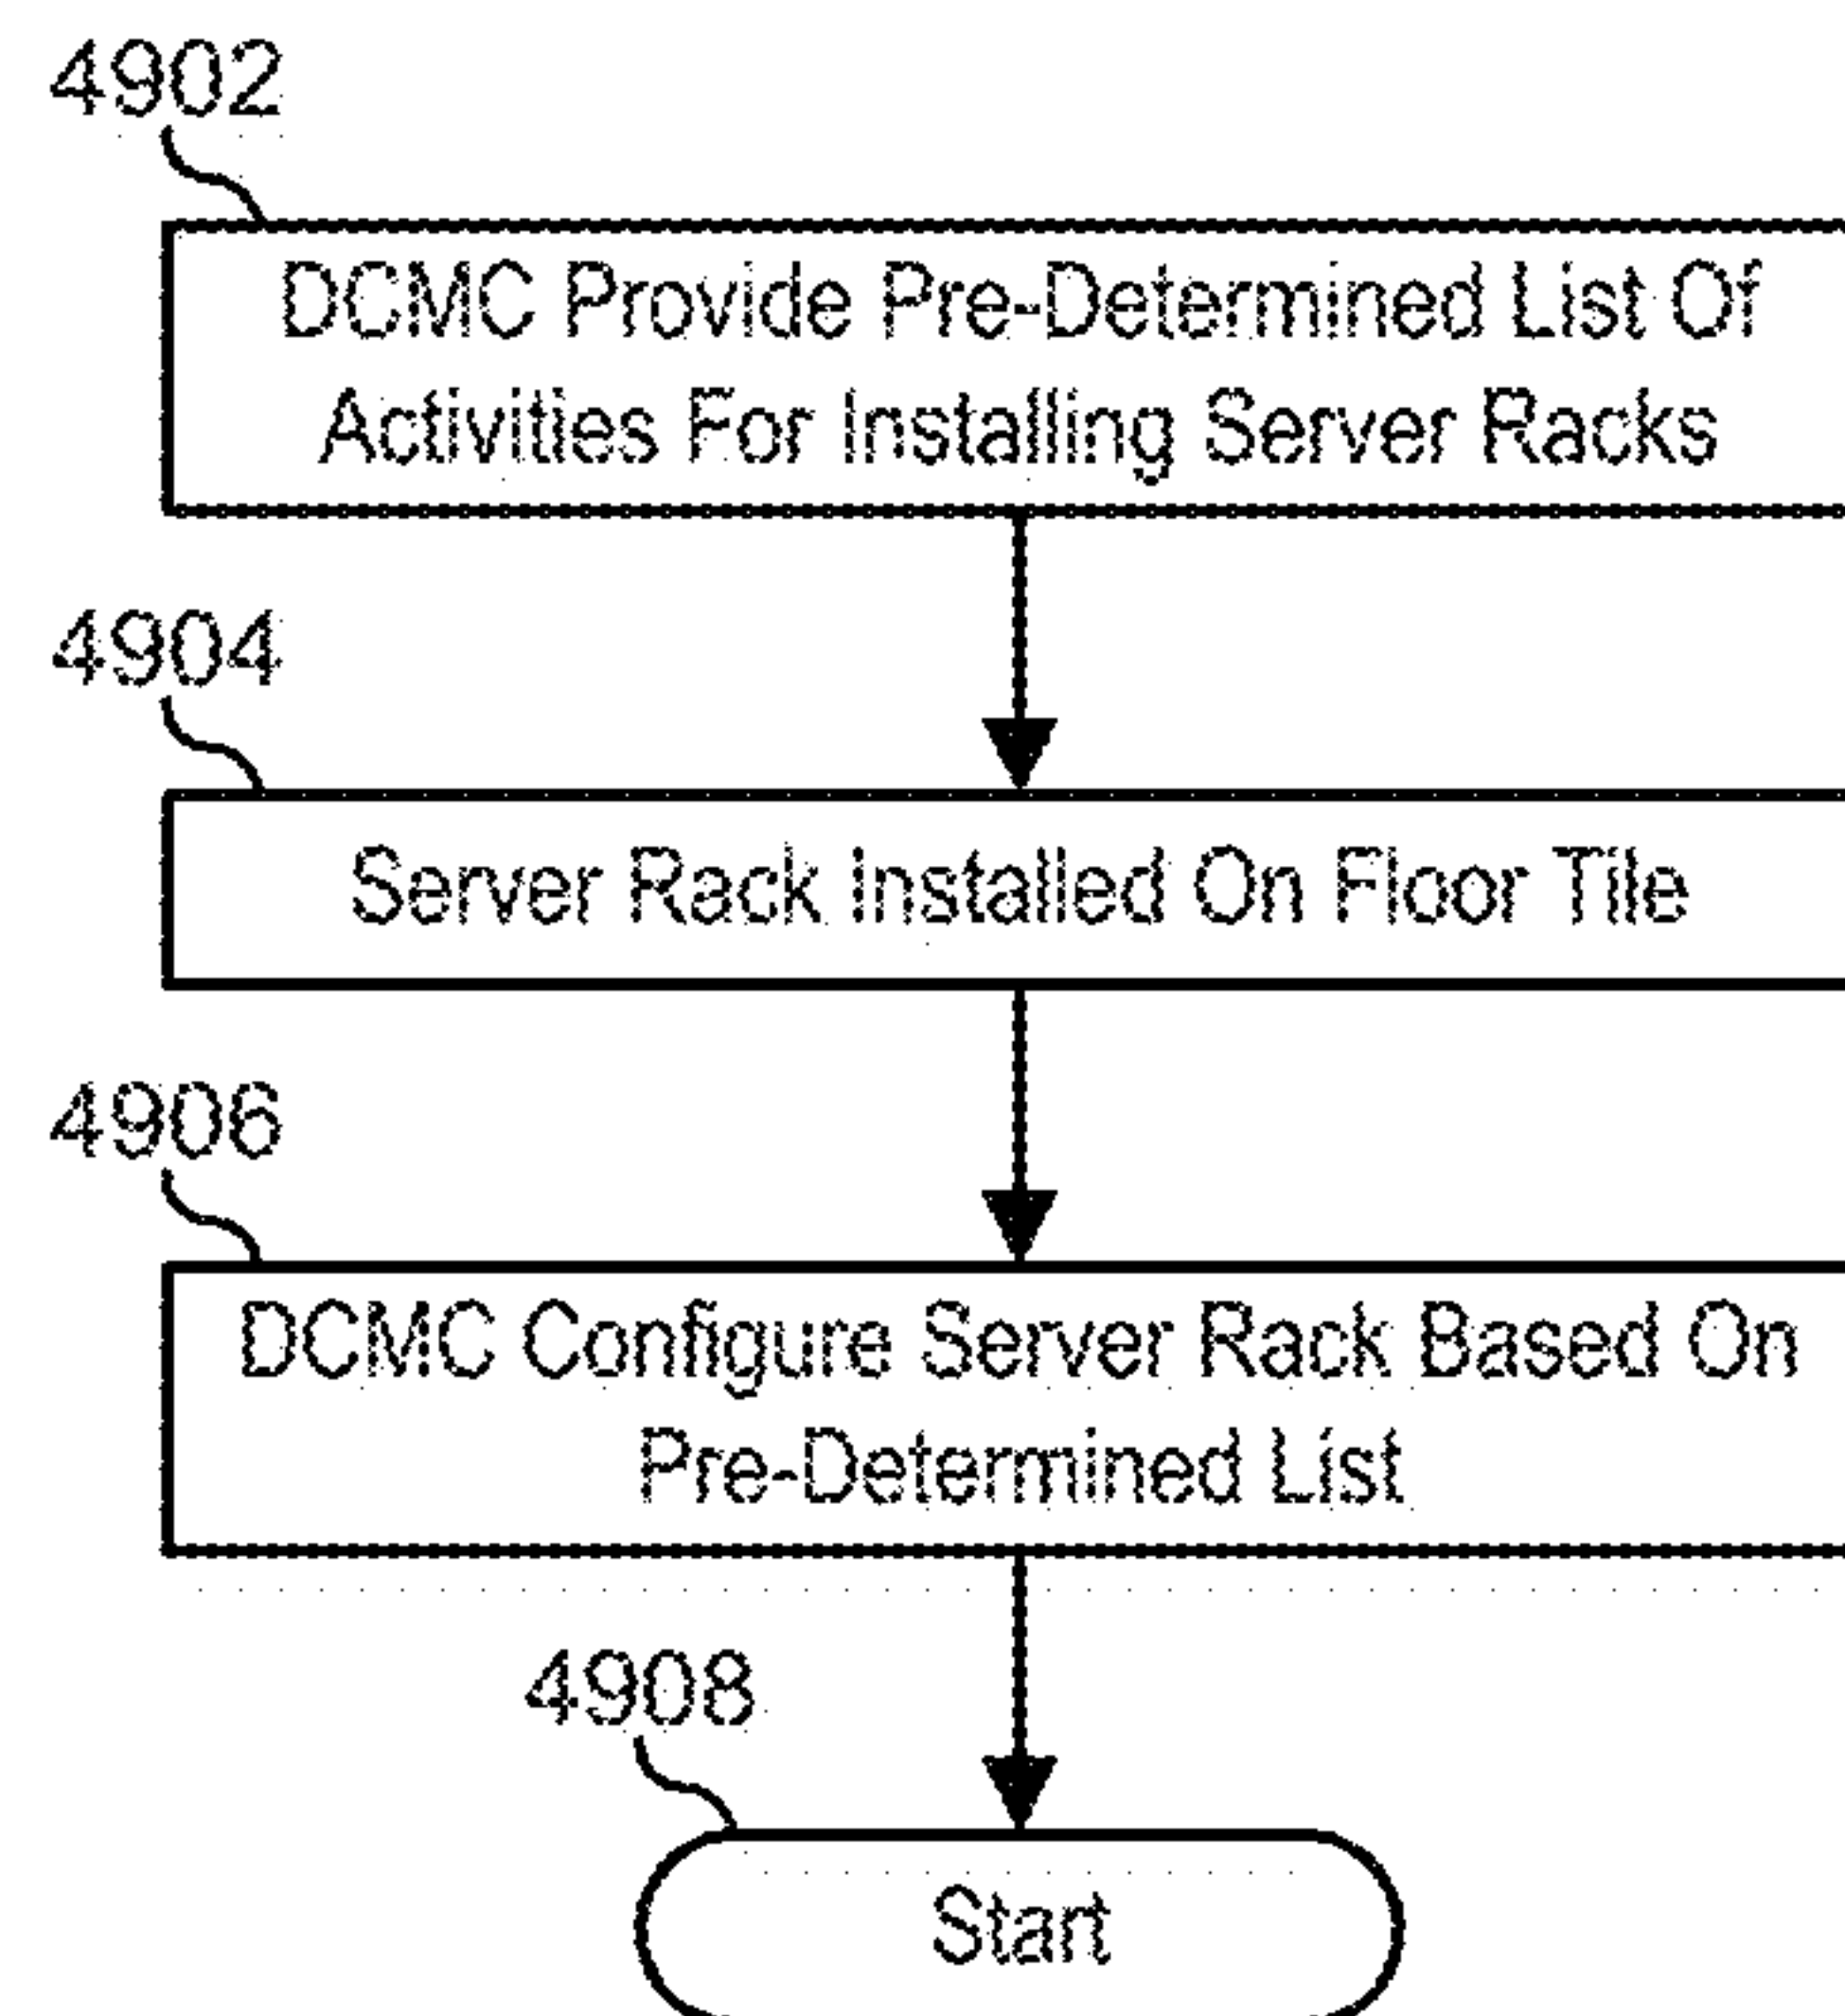 4902
DCMC Provide Pre-Determined List Of
Activities For Installing Server Racks
4904
Server Rack Installed On Floor Tile
4906
DCMC Configure Server Rack Based On
Pre-Determined List
4908
Start